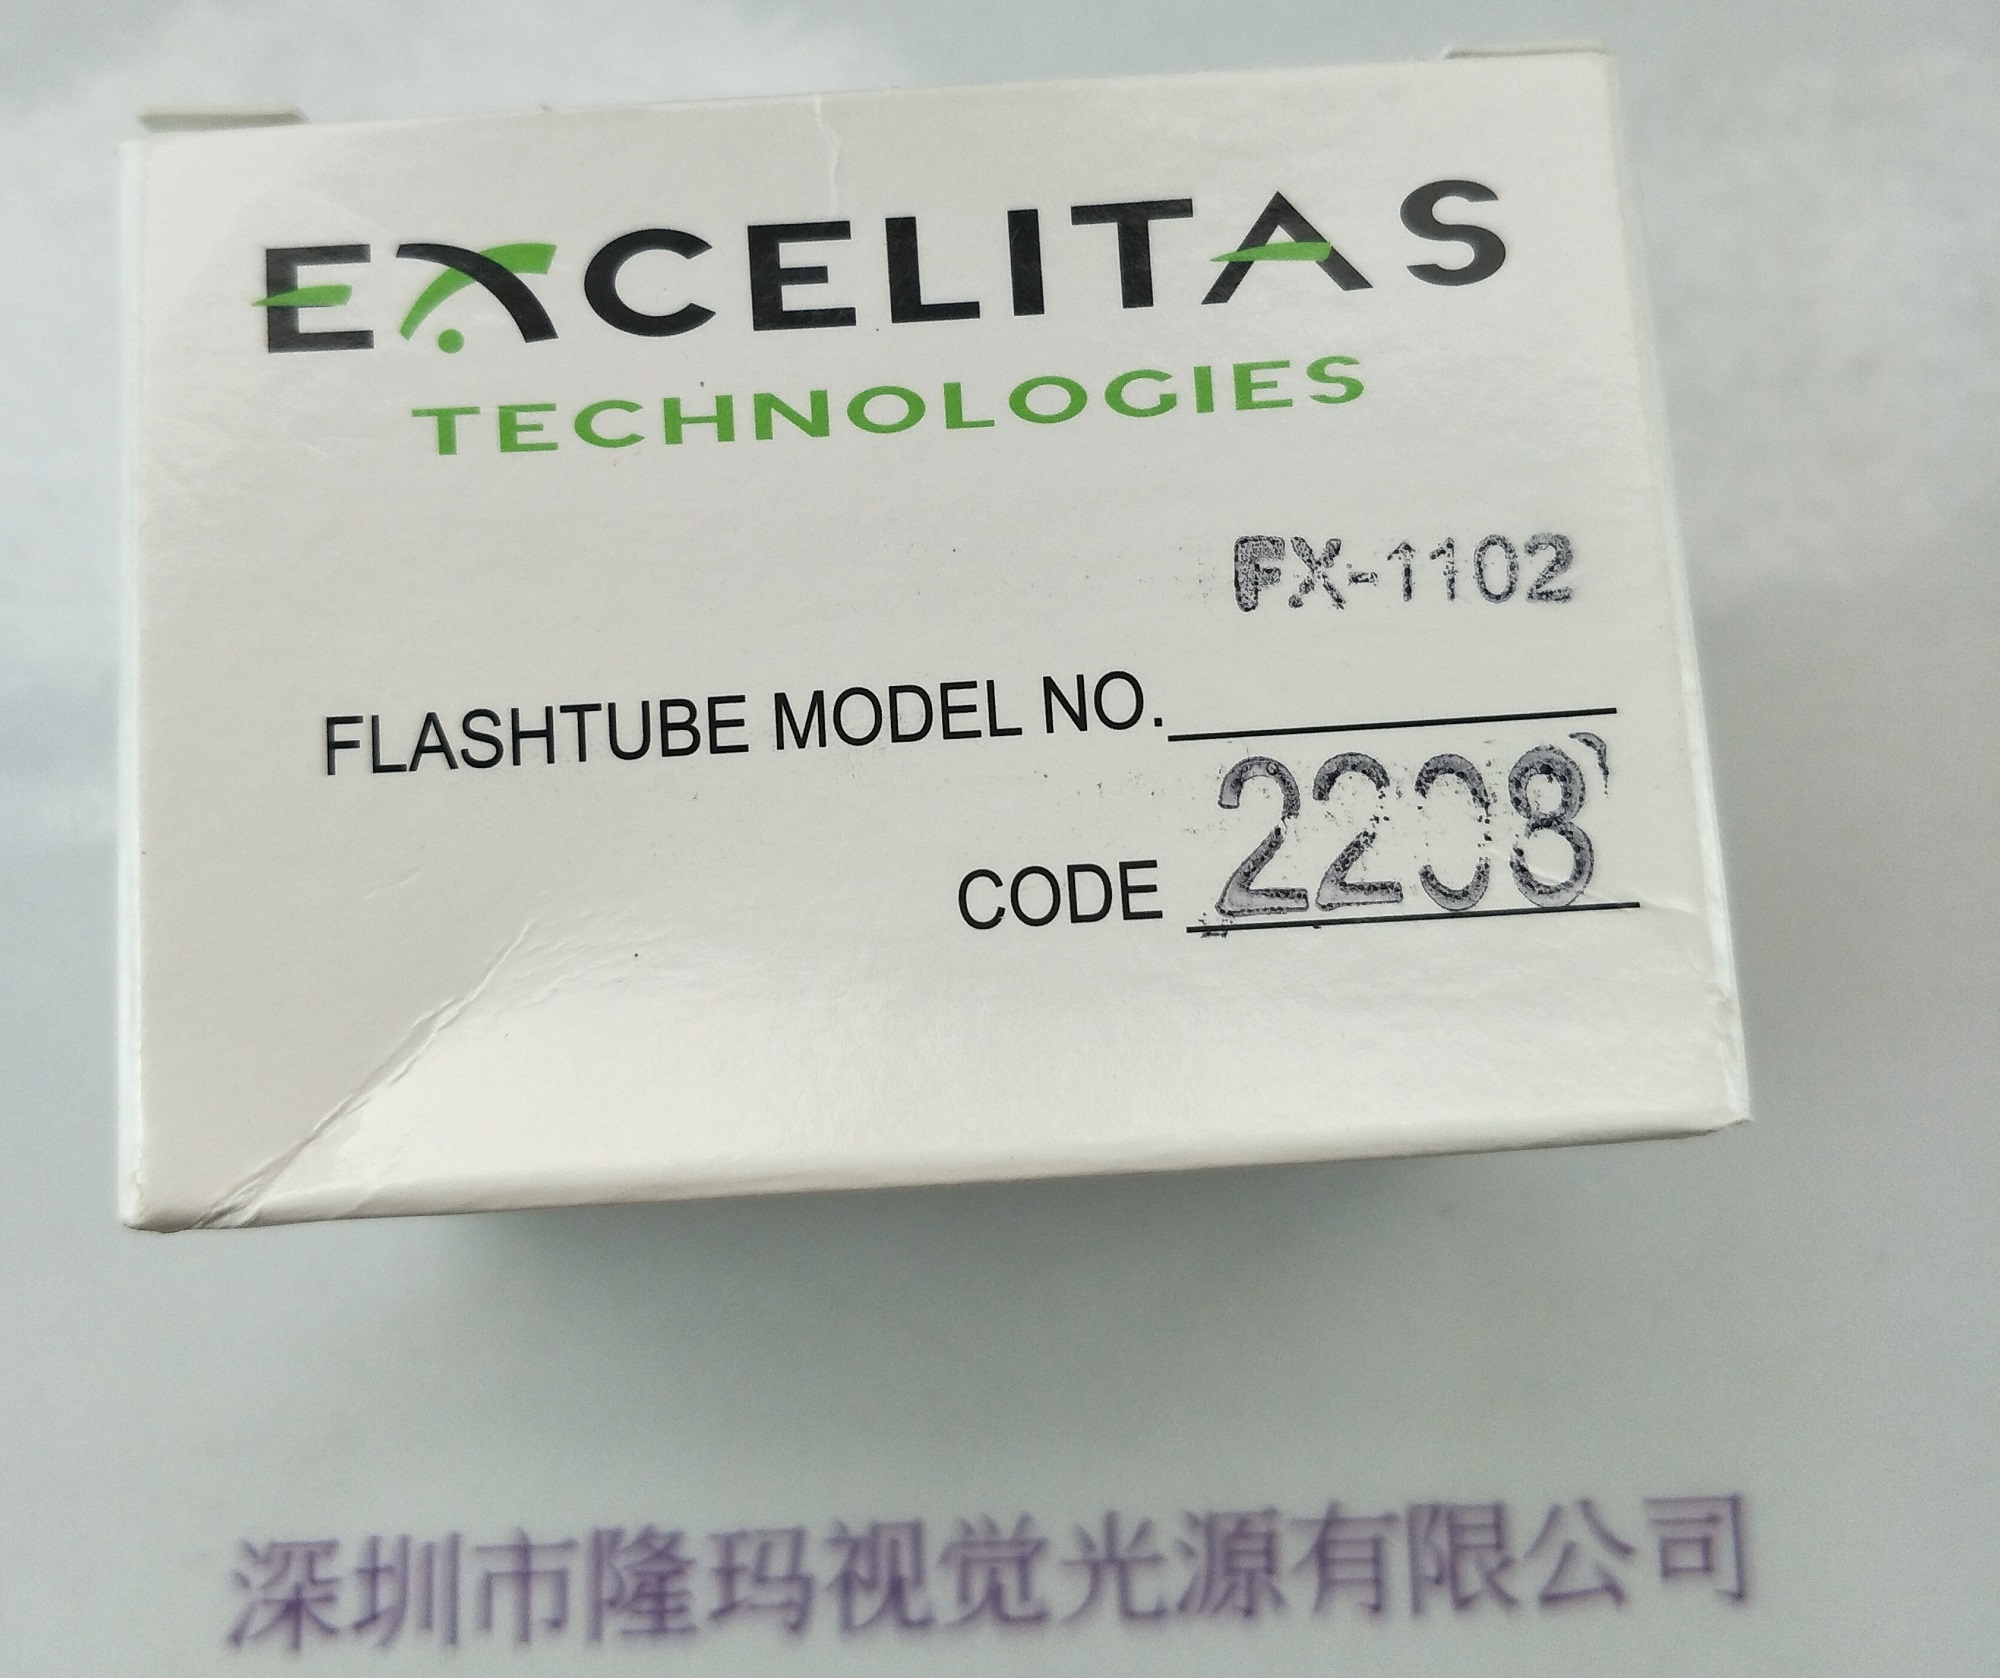 EXCELITAS
TECHNOLOGIES
FX-1102
FLASHTUBE MODEL NO.
CODE 2208
深圳市隆玛视觉光源有限公司